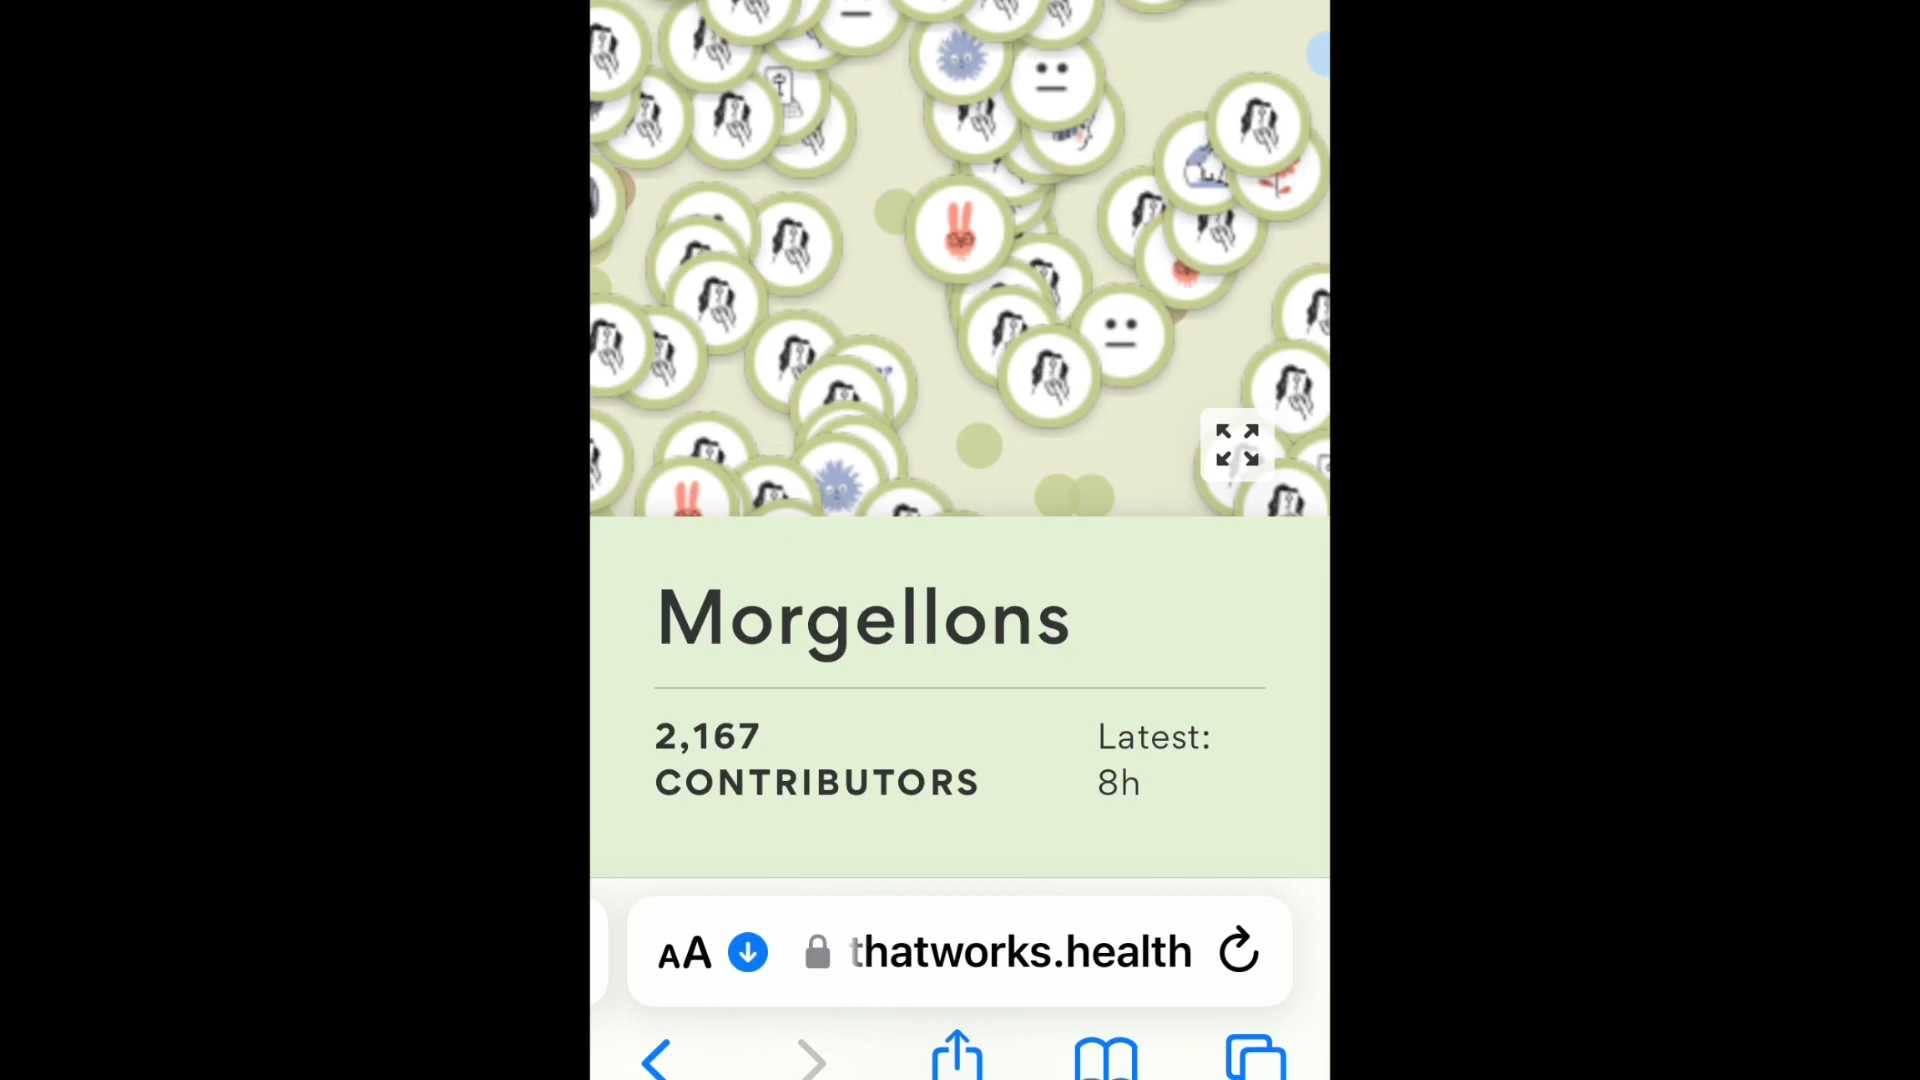 Morgellons
2,167
CONTRIBUTORS
Latest:
8h
AA thatworks.health